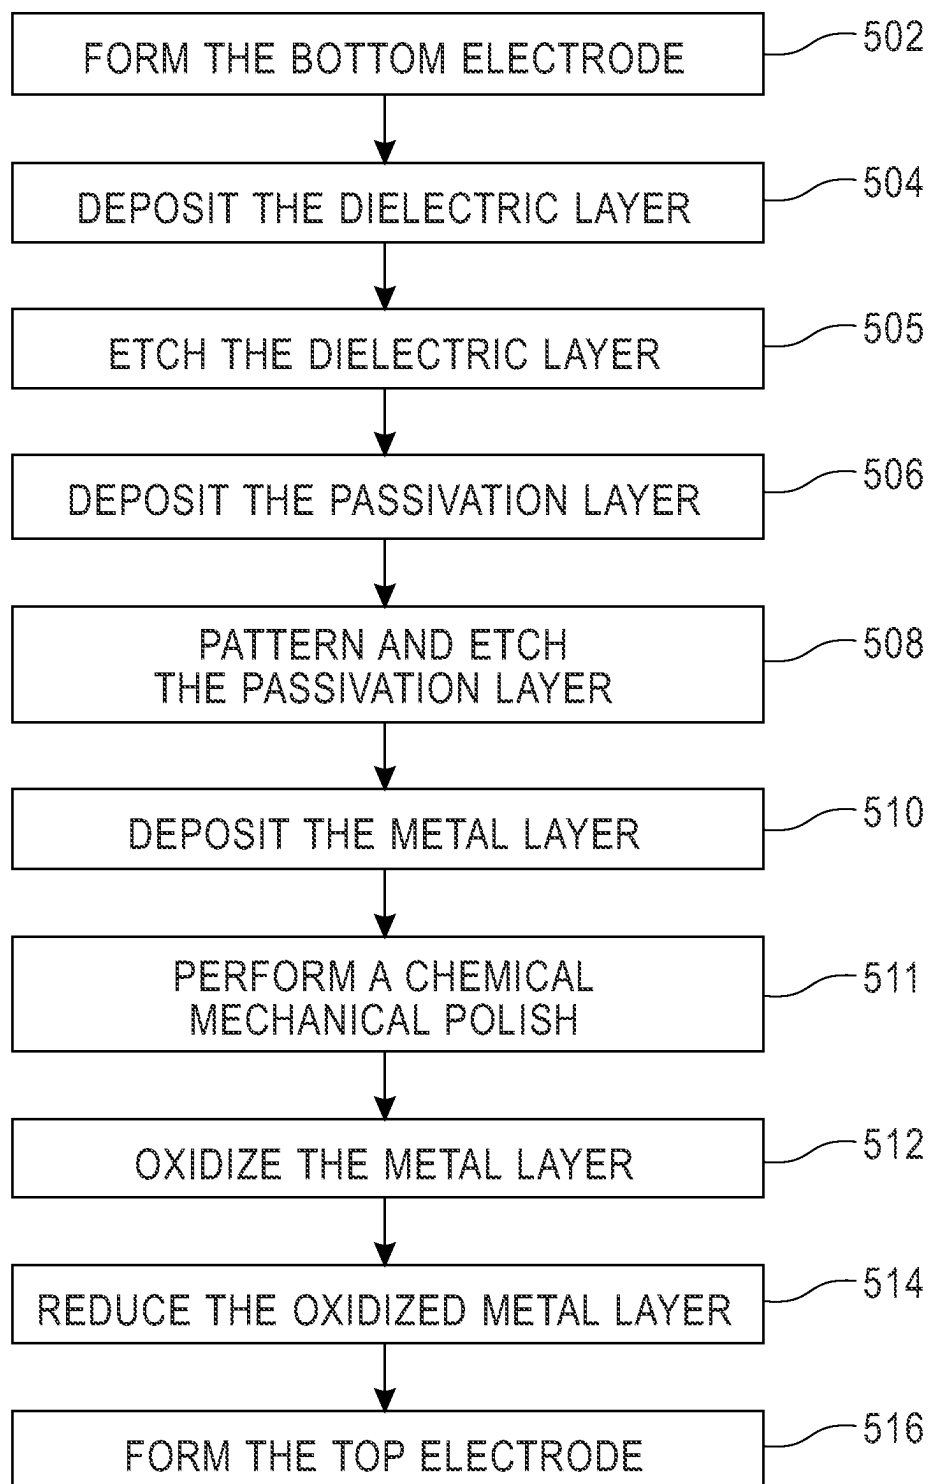 FORM THE BOTTOM ELECTRODE
502
DEPOSIT THE DIELECTRIC LAYER
504
ETCH THE DIELECTRIC LAYER
505
DEPOSIT THE PASSIVATION LAYER
506
PATTERN AND ETCH
THE PASSIVATION LAYER
508
DEPOSIT THE METAL LAYER
510
PERFORM A CHEMICAL
MECHANICAL POLISH
511
OXIDIZE THE METAL LAYER
512
REDUCE THE OXIDIZED METAL LAYER
514
FORM THE TOP ELECTRODE
516